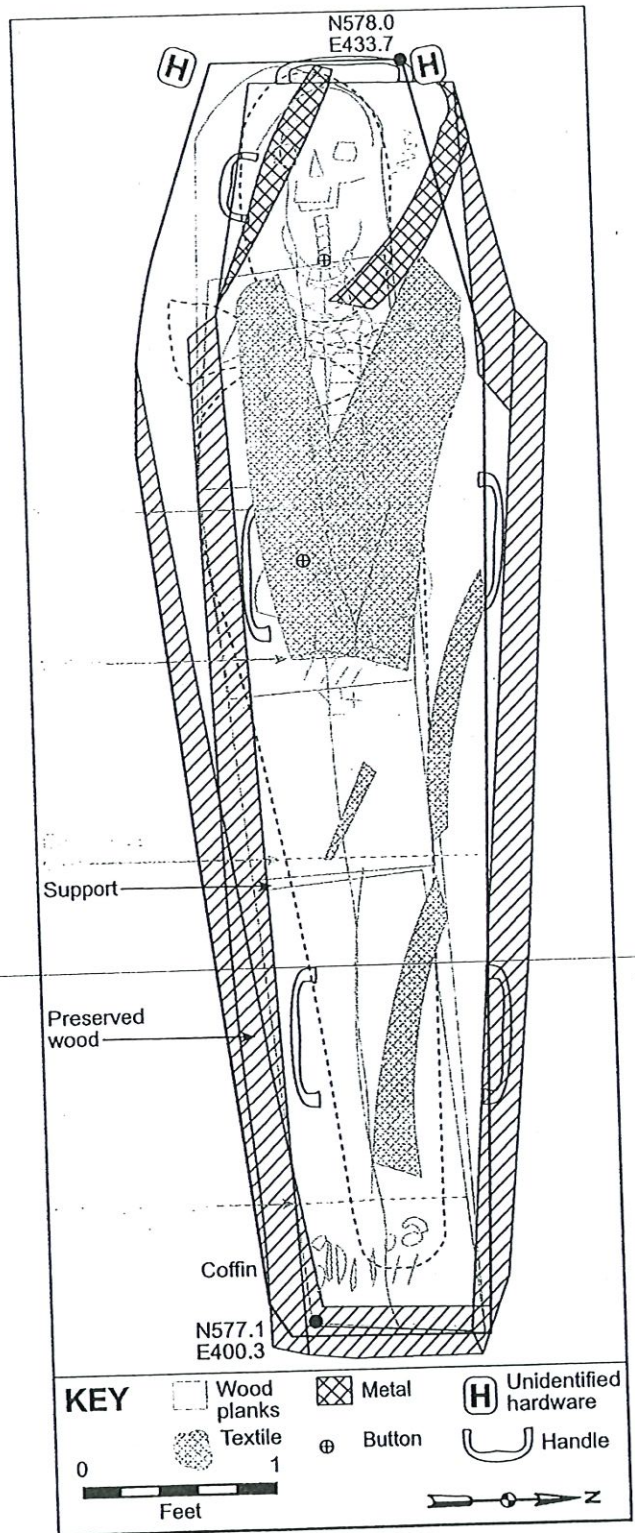 N578.0
E433.7
H
H
Support
Preserved
wood
Coffin
N577.1
E400.3
KEY
Wood
planks
Metal
H
Unidentified
hardware
Textile
Button
Handle
0
1
Feet
N